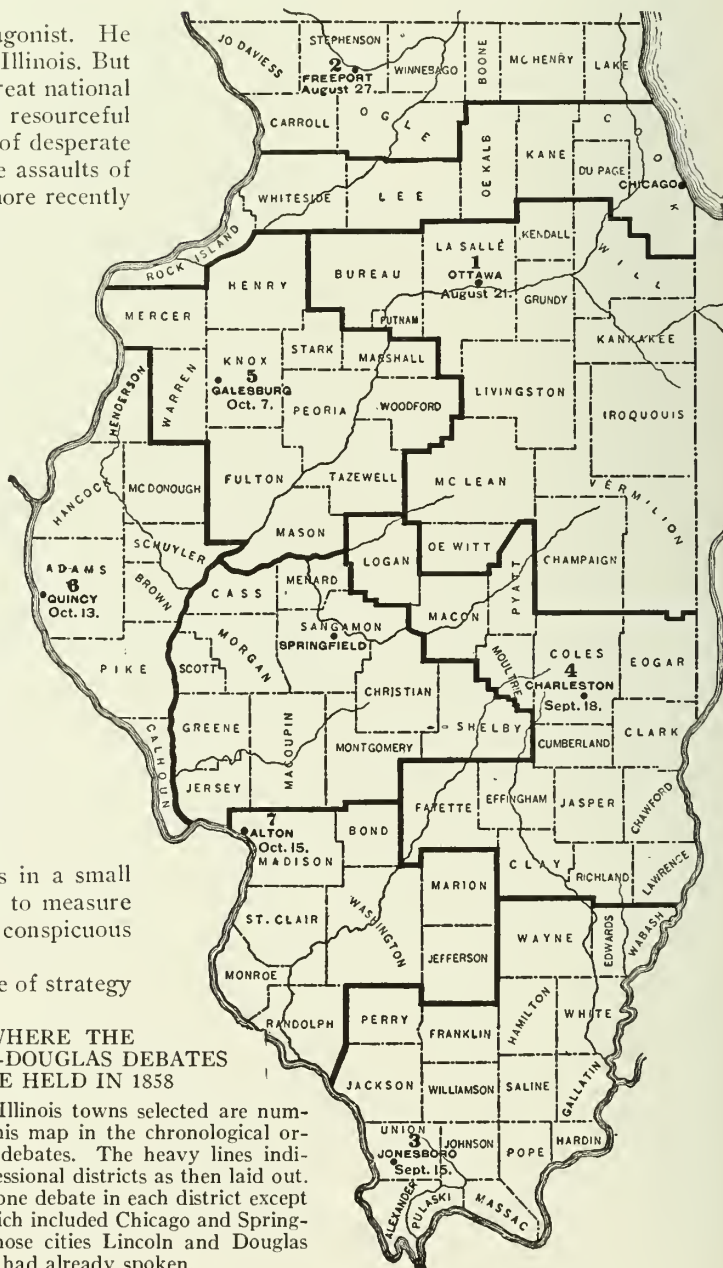 agonist. He
Illinois. But
reat national
resourceful
of desperate
e assaults of
nore recently
JO DAVIESS
STEPHENSON
2
FREEPORT
August 27.
WINNEBAGO
BOONE
MC HENRY
LAKE
CARROLL
OGLE
DE KALB
KANE
COOK
DU PAGE
CHICAGO
WHITESIDE
LEE
ROCK ISLAND
HENRY
BUREAU
LA SALLE
1
OTTAWA
August 21.
KENDALL
WILL
GRUNDY
PUTNAM
MERCER
KANKAKEE
STARK
MARSHALL
KNOX
5
GALESBURG
Oct. 7.
HENDERSON
WARREN
PEORIA
WOODFORD
LIVINGSTON
IROQUOIS
FULTON
TAZEWELL
MC LEAN
VERMILION
HANCOCK
MCDONOUGH
MASON
SCHUYLER
LOGAN
DE WITT
CHAMPAIGN
ADAMS
6
QUINCY
Oct. 13.
BROWN
CASS
MENARD
MACON
PYATT
SANGAMON
SPRINGFIELD
MORGAN
PIKE
SCOTT
CHRISTIAN
MOULTRIE
COLES
4
CHARLESTON
Sept. 18.
EDGAR
GREENE
MACOUPIN
MONTGOMERY
SHELBY
CUMBERLAND
CLARK
CALHOUN
JERSEY
FAYETTE
EFFINGHAM
JASPER
CRAWFORD
7
ALTON
Oct. 15.
MADISON
BOND
CLAY
RICHLAND
LAWRENCE
MARION
s in a small
to measure
conspicuous
ST. CLAIR
WASHINGTON
WAYNE
EDWARDS
WABASH
MONROE
JEFFERSON
e of strategy
RANDOLPH
PERRY
FRANKLIN
HAMILTON
WHITE
WHERE THE
-DOUGLAS DEBATES
E HELD IN 1858
JACKSON
WILLIAMSON
SALINE
GALLATIN
Illinois towns selected are num-
his map in the chronological or-
debates. The heavy lines indi-
essional districts as then laid out.
one debate in each district except
ich included Chicago and Spring-
hose cities Lincoln and Douglas
had already spoken
UNION
3
JONESBORO
Sept. 15.
JOHNSON
POPE
HARDIN
ALEXANDER
PULASKI
MASSAC